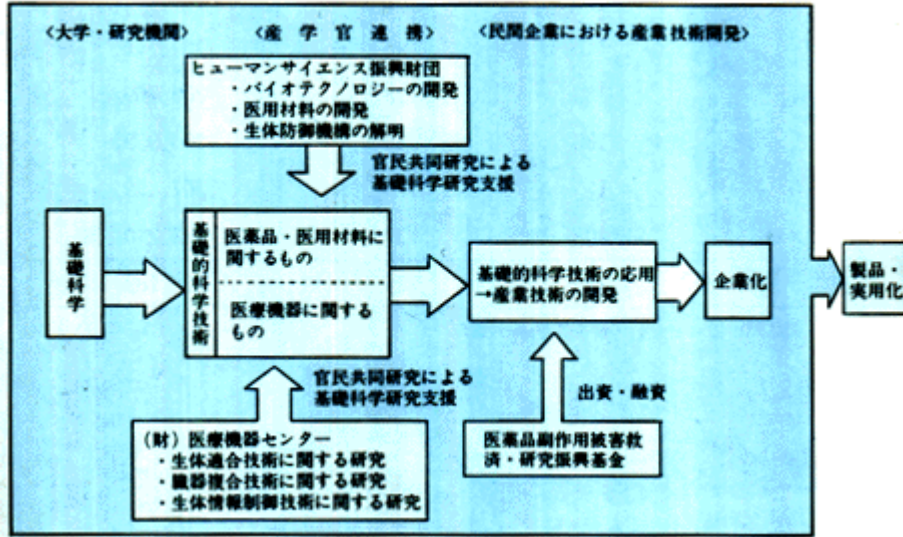 〈大学・研究機関〉
〈産学官連携〉
〈民間企業における産業技術開発〉
ヒューマンサイエンス振興財団
・バイオテクノロジーの開発
・医用材料の開発
・生体防御機構の解明
官民共同研究による
基礎科学研究支援
基礎科学
基礎的科学技術
医薬品・医用材料に
関するもの
医療機器に関する
もの
基礎的科学技術の応用
→産業技術の開発
企業化
製品・
実用化
官民共同研究による
基礎科学研究支援
(財)医療機器センター
・生体適合技術に関する研究
・臓器複合技術に関する研究
・生体情報制御技術に関する研究
出資・融資
医薬品副作用被害救
済・研究振興基金